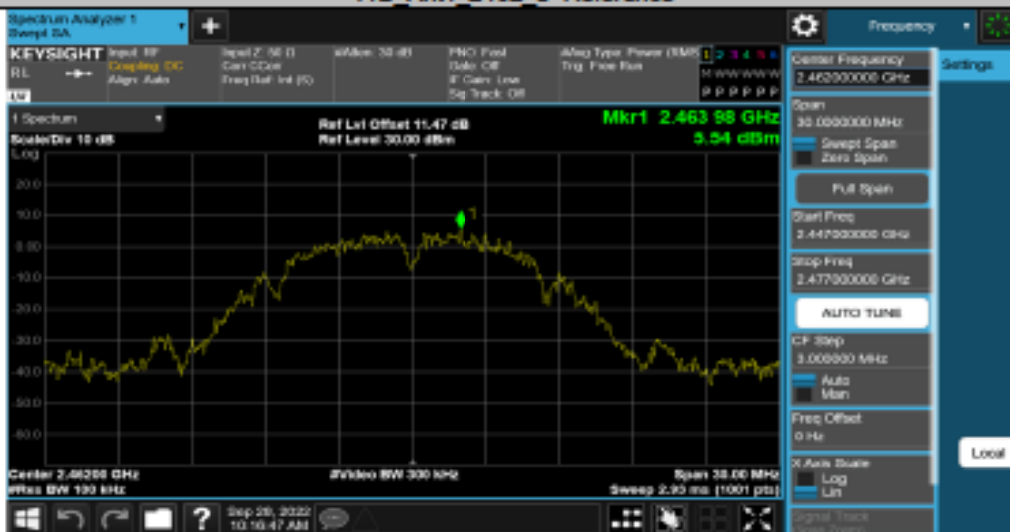 Spectrum Analyzer 1
Swept SA
+
Frequency
KEYSIGHT
RL
Input: RF
Coupling: DC
Align: Auto
Input Z: 50 Ω
Corr CCorr
Freq Ref: Int (S)
#Atten: 30 dB
PNO: Fast
Gate: Off
IF Gain: Low
Sig Track: Off
#Avg Type: Power (RMS)
Trig: Free Run
1 2 3 4 5 6
M W W W W W
P P P P P P
Center Frequency
2.462000000 GHz
Settings
Span
30.0000000 MHz
Swept Span
Zero Span
Full Span
Start Freq
2.447000000 GHz
Stop Freq
2.477000000 GHz
AUTO TUNE
CF Step
3.000000 MHz
Auto
Man
Freq Offset
0 Hz
X Axis Scale
Log
Lin
Signal Track
Local
1 Spectrum
Scale/Div 10 dB
Log
Ref Lvl Offset 11.47 dB
Ref Level 30.00 dBm
Mkr1 2.463 98 GHz
5.54 dBm
20.0
10.0
0.00
-10.0
-20.0
-30.0
-40.0
-50.0
-60.0
1
Center 2.46200 GHz
#Res BW 100 kHz
#Video BW 300 kHz
Span 30.00 MHz
Sweep 2.93 ms (1001 pts)
?
Sep 28, 2022
10:16:47 AM